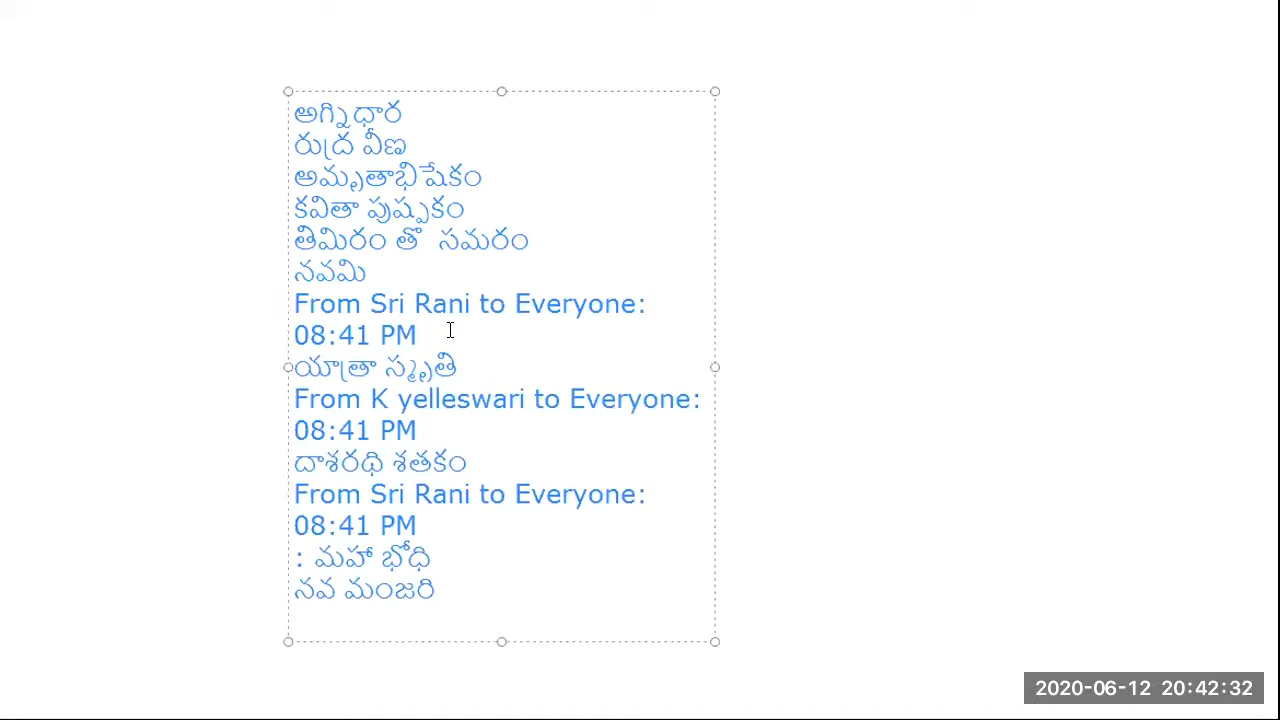 అగ్నిధార
రుద్ర వీణ
అమృతాభిషేకం
కవితా పుష్పకం
తిమిరం తొ సమరం
నవమి
From Sri Rani to Everyone:
08:41 PM
యాత్రా స్మృతి
From K yelleswari to Everyone:
08:41 PM
దాశరథి శతకం
From Sri Rani to Everyone:
08:41 PM
: మహా భోధి
నవ మంజరి
2020-06-12 20:42:32